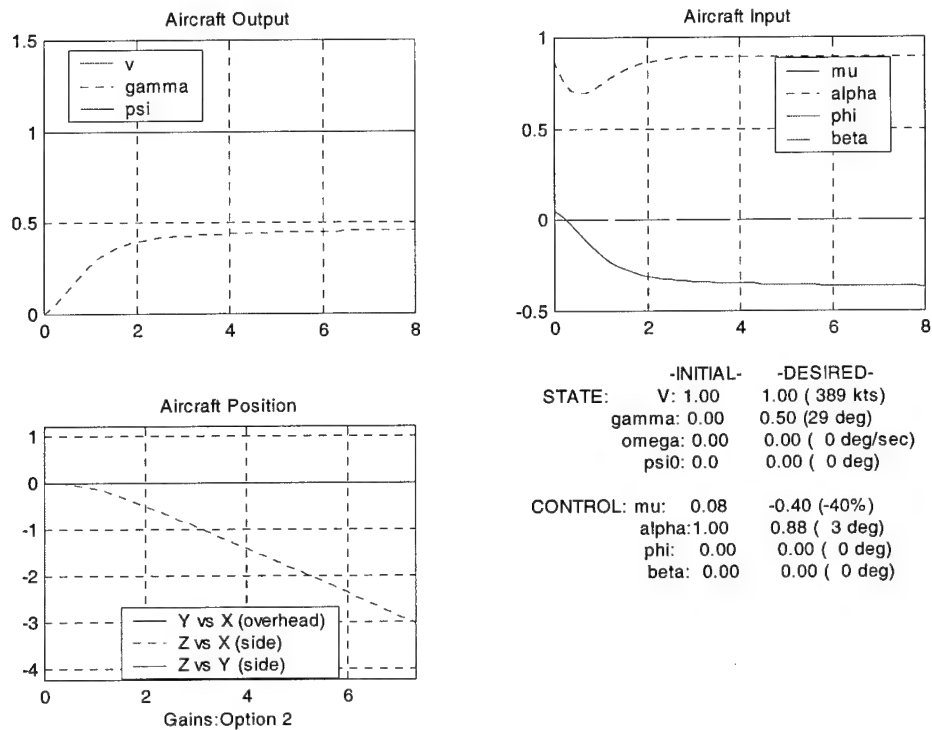 Aircraft Output
1.5
1
0.5
0
0 2 4 6 8
v
gamma
psi
Aircraft Input
1
0.5
0
-0.5
0 2 4 6 8
mu
alpha
phi
beta
Aircraft Position
1
0
-1
-2
-3
-4
0 2 4 6
Y vs X (overhead)
Z vs X (side)
Z vs Y (side)
Gains:Option 2
-INITIAL- -DESIRED-
STATE: V: 1.00 1.00 ( 389 kts)
gamma: 0.00 0.50 (29 deg)
omega: 0.00 0.00 ( 0 deg/sec)
psi0: 0.0 0.00 ( 0 deg)
CONTROL: mu: 0.08 -0.40 (-40%)
alpha:1.00 0.88 ( 3 deg)
phi: 0.00 0.00 ( 0 deg)
beta: 0.00 0.00 ( 0 deg)